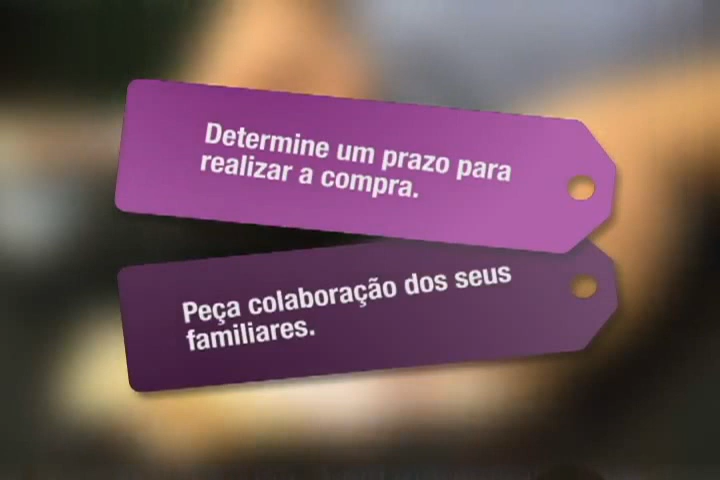 Determine um prazo para
realizar a compra.
Peça colaboração dos seus
familiares.